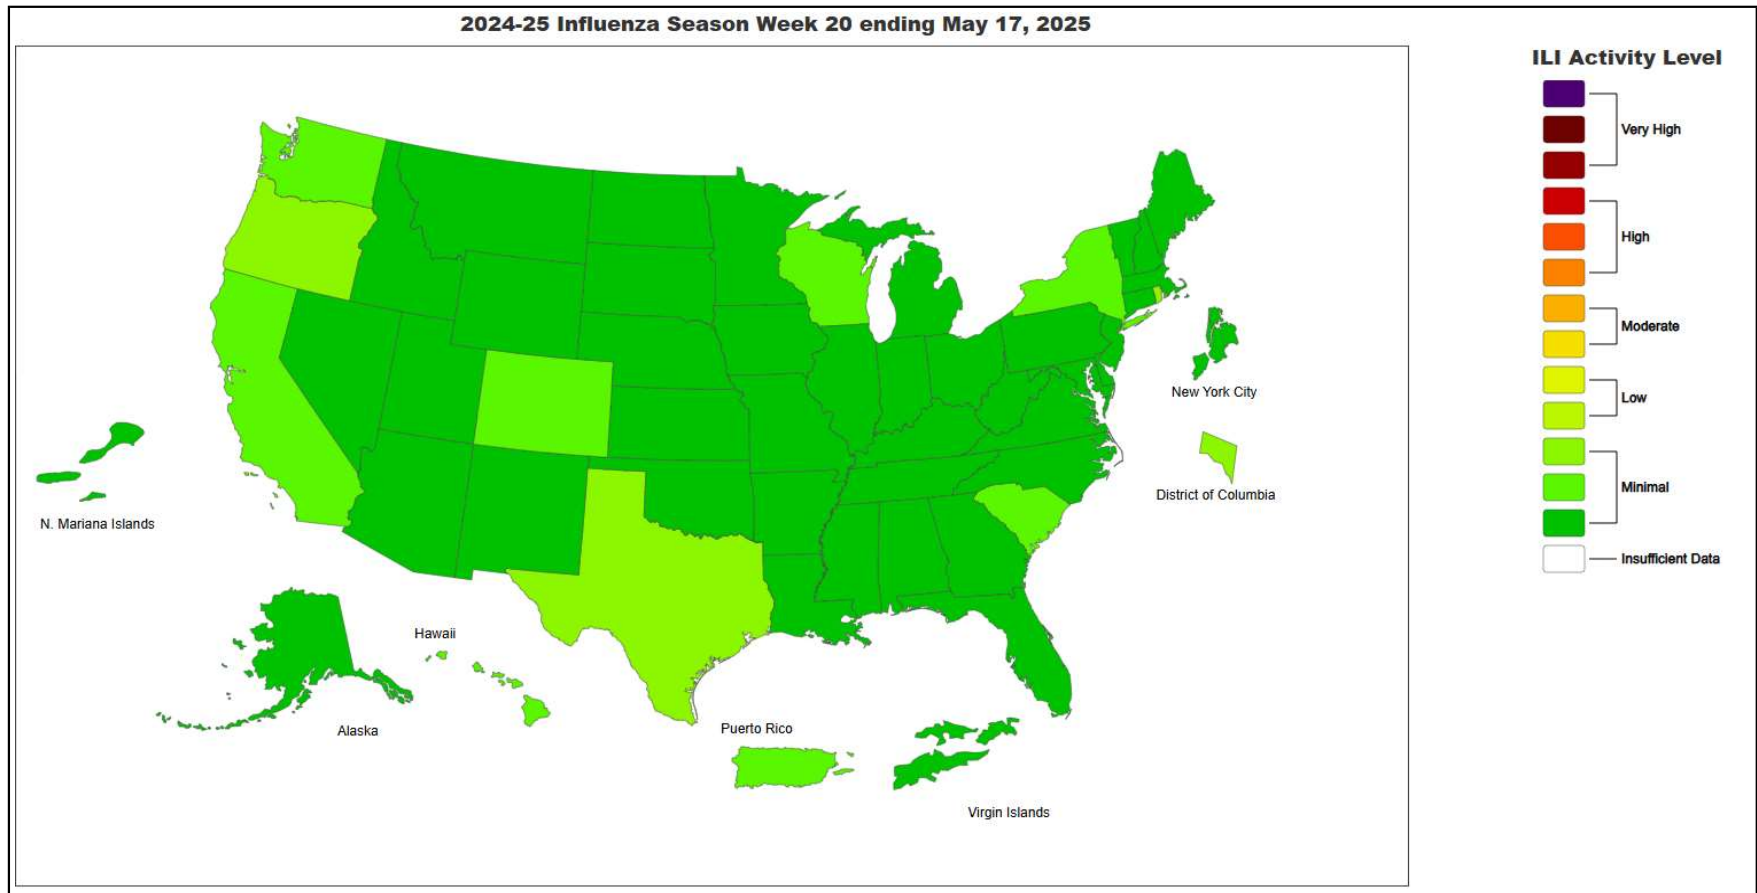 2024-25 Influenza Season Week 20 ending May 17, 2025
ILI Activity Level
Very High
High
Moderate
Low
Minimal
Insufficient Data
New York City
District of Columbia
N. Mariana Islands
Hawaii
Alaska
Puerto Rico
Virgin Islands